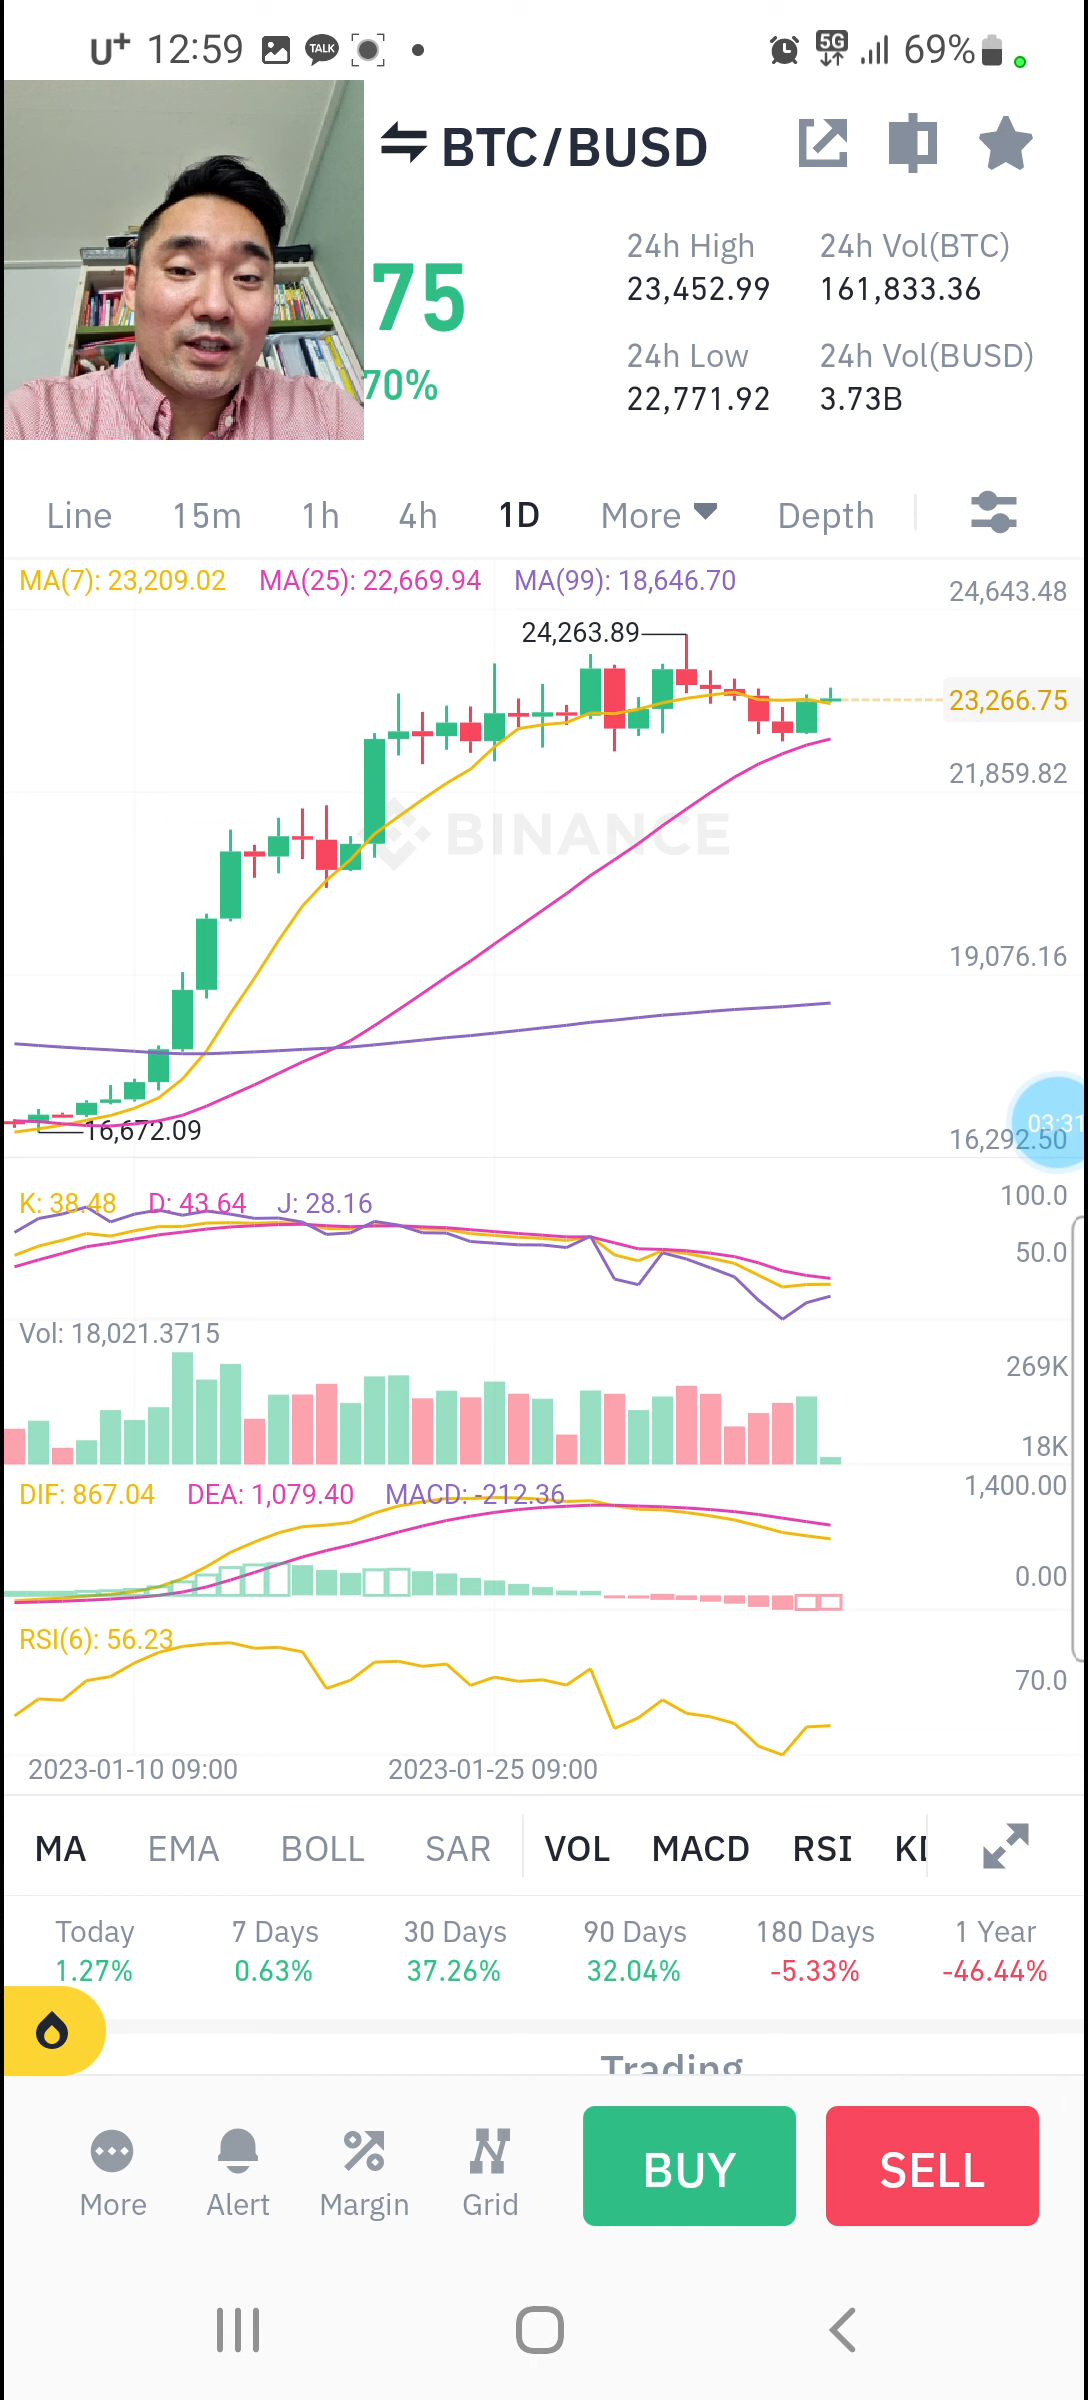 U+ 12:59 TALK 5G 69%
BTC/BUSD
75
70%
24h High 24h Vol(BTC)
23,452.99 161,833.36
24h Low 24h Vol(BUSD)
22,771.92 3.73B
Line 15m 1h 4h 1D More Depth
MA(7): 23,209.02 MA(25): 22,669.94 MA(99): 18,646.70
24,643.48
24,263.89
23,266.75
21,859.82
BINANCE
19,076.16
03:31
16,672.09
16,292.50
K: 38.48 D: 43.64 J: 28.16
100.0
50.0
Vol: 18,021.3715
269K
18K
DIF: 867.04 DEA: 1,079.40 MACD: -212.36
1,400.00
0.00
RSI(6): 56.23
70.0
2023-01-10 09:00 2023-01-25 09:00
MA EMA BOLL SAR VOL MACD RSI
Today 7 Days 30 Days 90 Days 180 Days 1 Year
1.27% 0.63% 37.26% 32.04% -5.33% -46.44%
Trading
More Alert Margin Grid BUY SELL